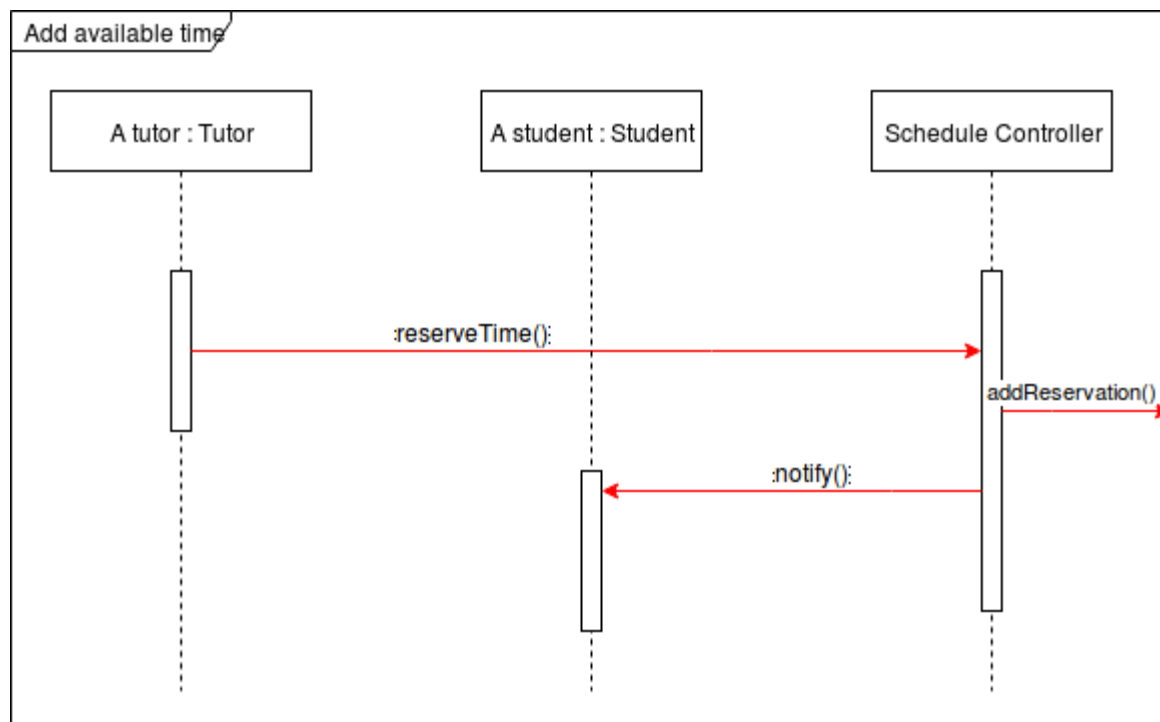 Add available time
A tutor : Tutor
A student : Student
Schedule Controller
:reserveTime():
addReservation()
:notify():